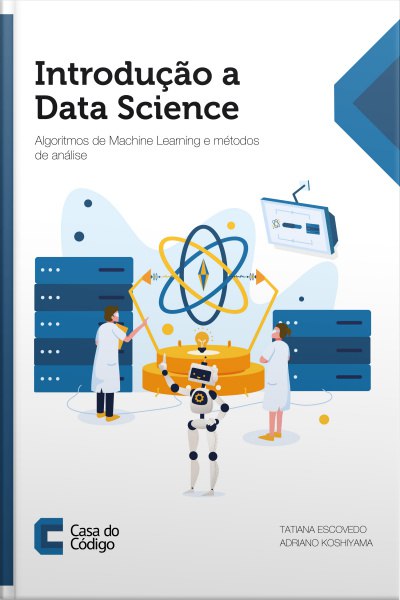 Introdução a
Data Science
Algoritmos de Machine Learning e métodos
de análise
Casa do
Código
TATIANA ESCOVEDO
ADRIANO KOSHIYAMA